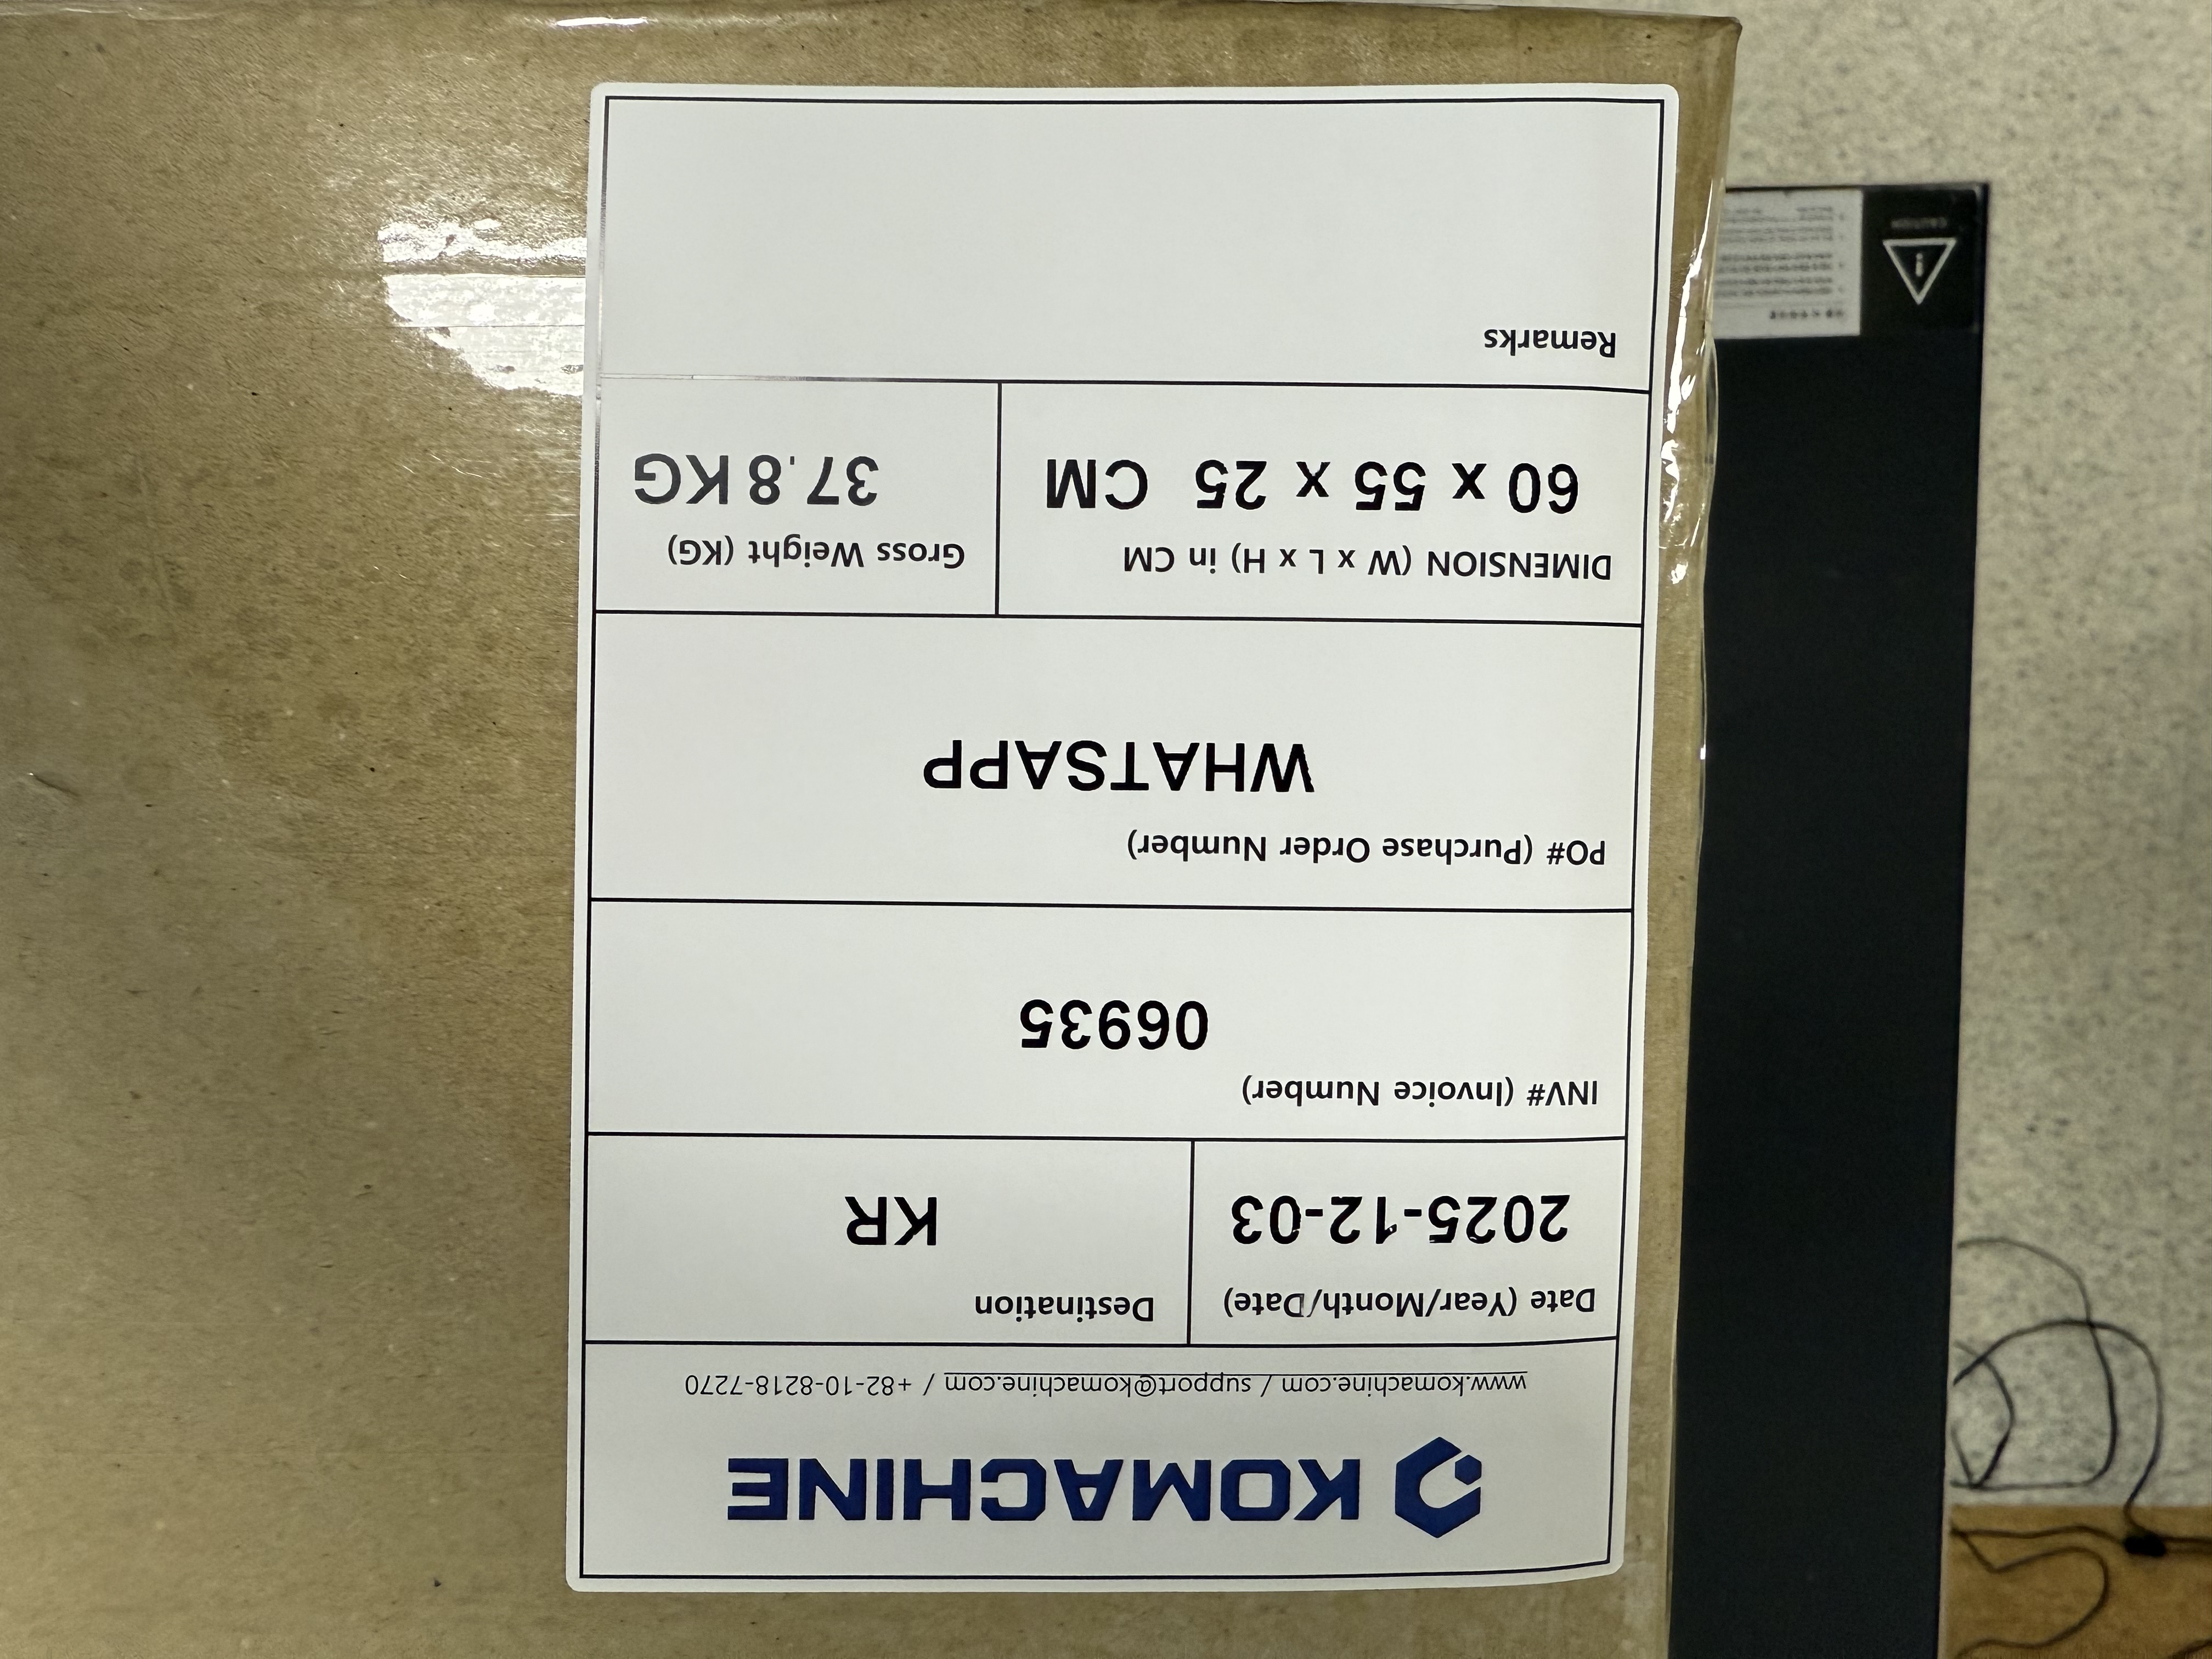 KOMACHINE
www.komachine.com / support@komachine.com / +82-10-8218-7270
Date (Year/Month/Date)
2025-12-03
Destination
KR
INV# (Invoice Number)
06935
PO# (Purchase Order Number)
WHATSAPP
DIMENSION (W x L x H) in CM
60 x 55 x 25 CM
Gross Weight (KG)
37.8 KG
Remarks
CAUTION